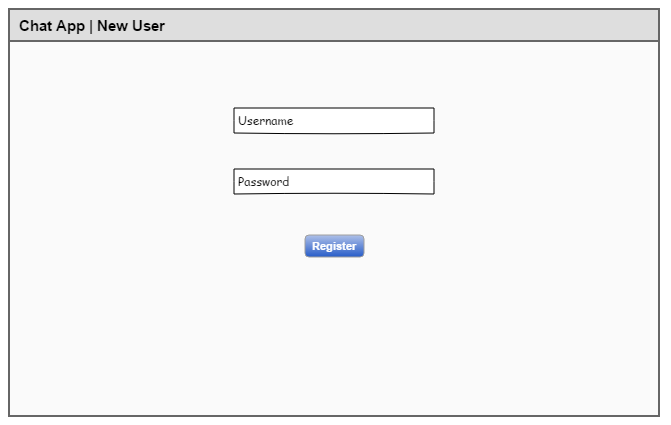 Chat App | New User
Username
Password
Register